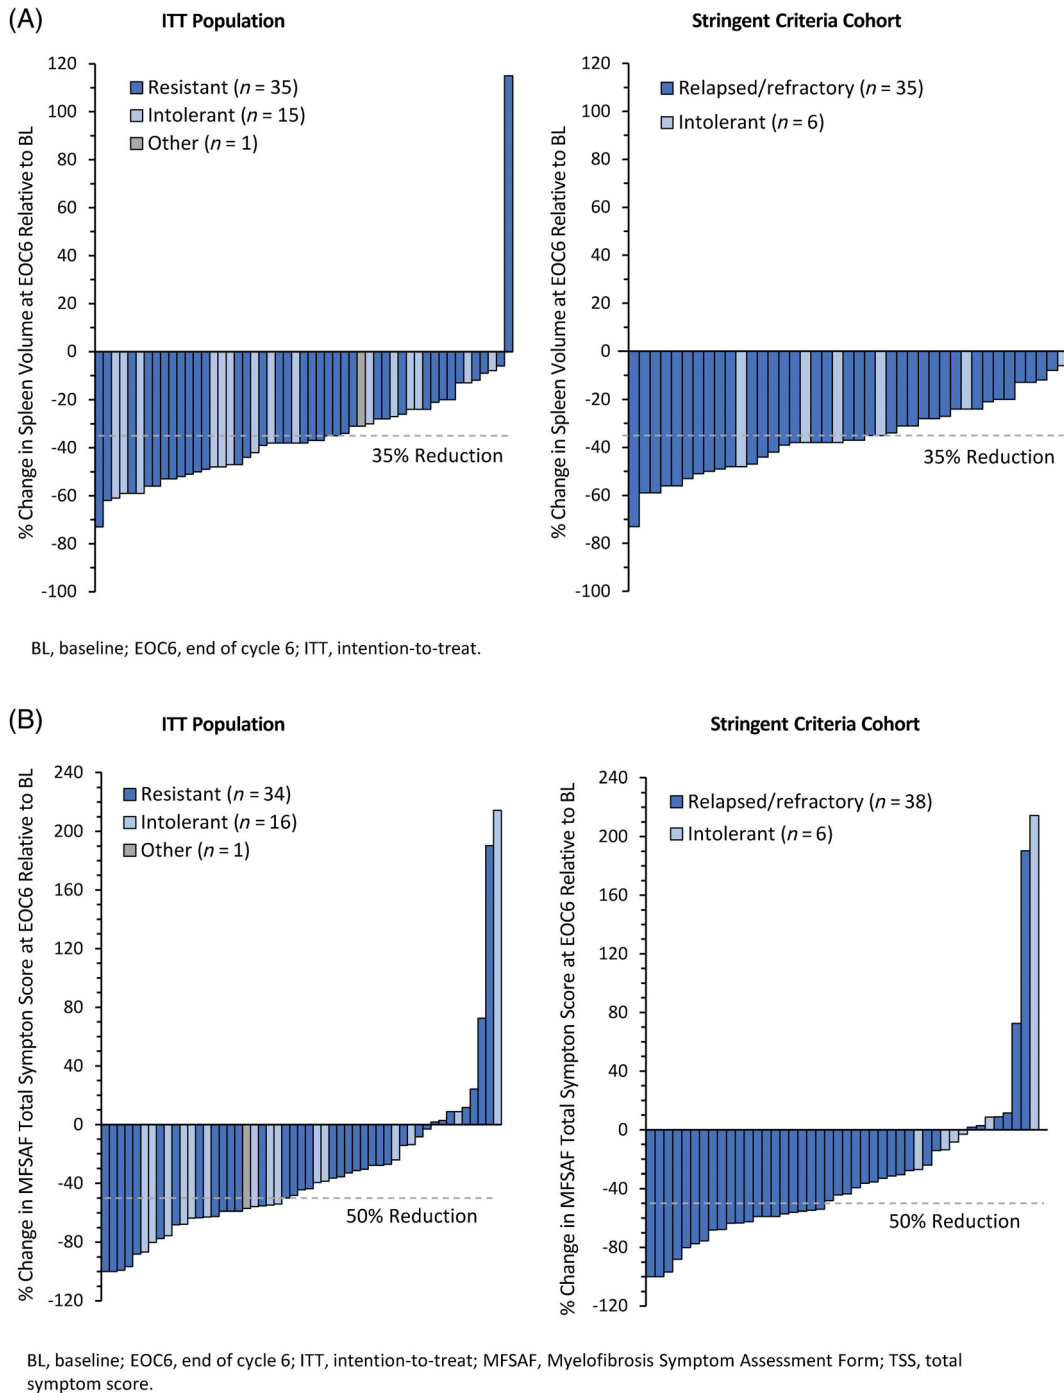 (A)
ITT Population
Stringent Criteria Cohort
% Change in Spleen Volume at EOC6 Relative to BL
120
100
80
60
40
20
0
-20
-40
-60
-80
-100
Resistant (n = 35)
Intolerant (n = 15)
Other (n = 1)
35% Reduction
% Change in Spleen Volume at EOC6 Relative to BL
120
100
80
60
40
20
0
-20
-40
-60
-80
-100
Relapsed/refractory (n = 35)
Intolerant (n = 6)
35% Reduction
BL, baseline; EOC6, end of cycle 6; ITT, intention-to-treat.
(B)
ITT Population
Stringent Criteria Cohort
% Change in MFSAF Total Sympton Score at EOC6 Relative to BL
240
200
160
120
80
40
0
-40
-80
-120
Resistant (n = 34)
Intolerant (n = 16)
Other (n = 1)
50% Reduction
% Change in MFSAF Total Sympton Score at EOC6 Relative to BL
240
200
160
120
80
40
0
-40
-80
-120
Relapsed/refractory (n = 38)
Intolerant (n = 6)
50% Reduction
BL, baseline; EOC6, end of cycle 6; ITT, intention-to-treat; MFSAF, Myelofibrosis Symptom Assessment Form; TSS, total
symptom score.